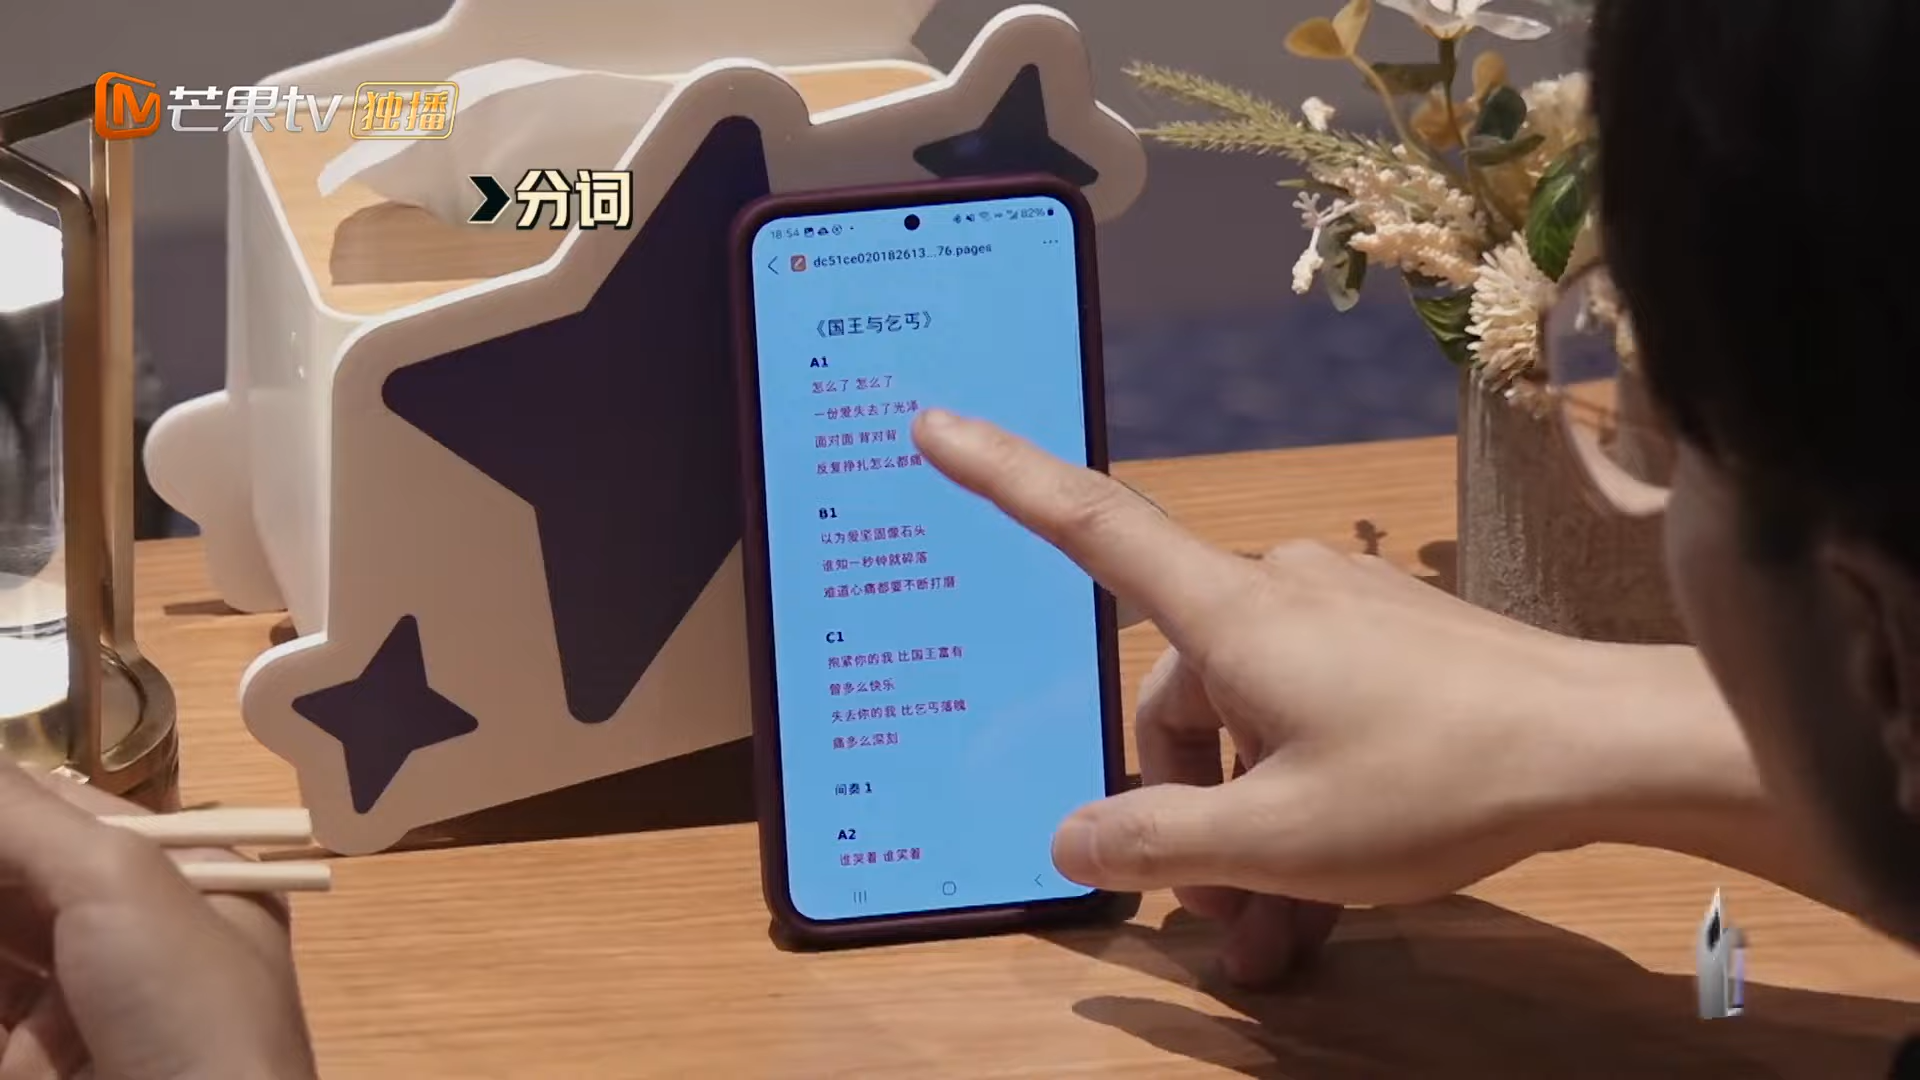 芒果tv 独播
分词
18:54 82%
dc51ce020182613...76.pages
《国王与乞丐》
A1
怎么了 怎么了
一份爱失去了光泽
面对面 背对背
反复挣扎怎么都痛
B1
以为爱坚固像石头
谁知一秒钟就碎落
难道心痛都要不断打磨
C1
抱紧你的我 比国王富有
曾多么快乐
失去你的我 比乞丐落魄
痛多么深刻
间奏 1
A2
谁哭着 谁笑着